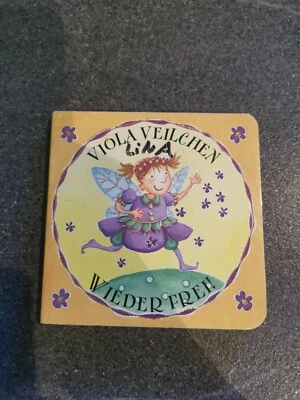 VIOLA VEILCHEN
LiNA
WIEDER FREI!